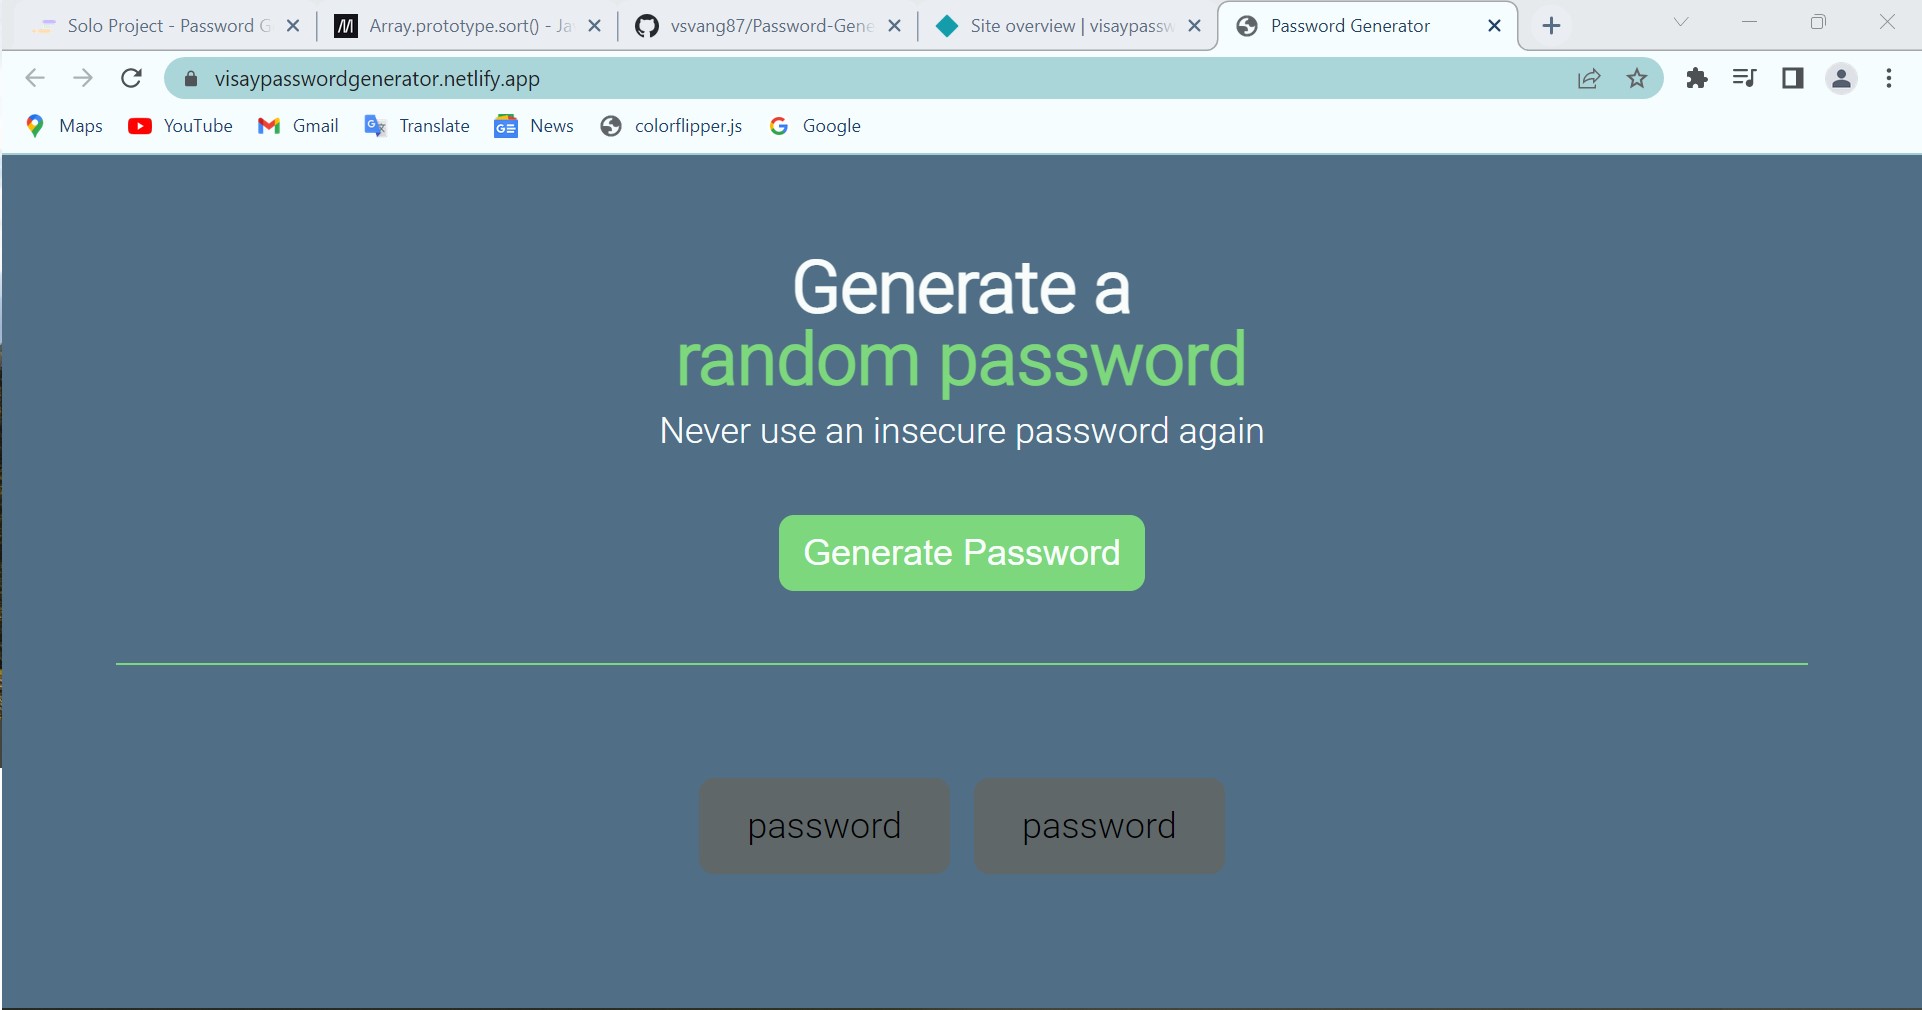 Solo Project - Password G
Array.prototype.sort() - Ja
vsvang87/Password-Gene
Site overview | visaypassw
Password Generator
visaypasswordgenerator.netlify.app
Maps
YouTube
Gmail
Translate
News
colorflipper.js
Google
Generate a
random password
Never use an insecure password again
Generate Password
password
password